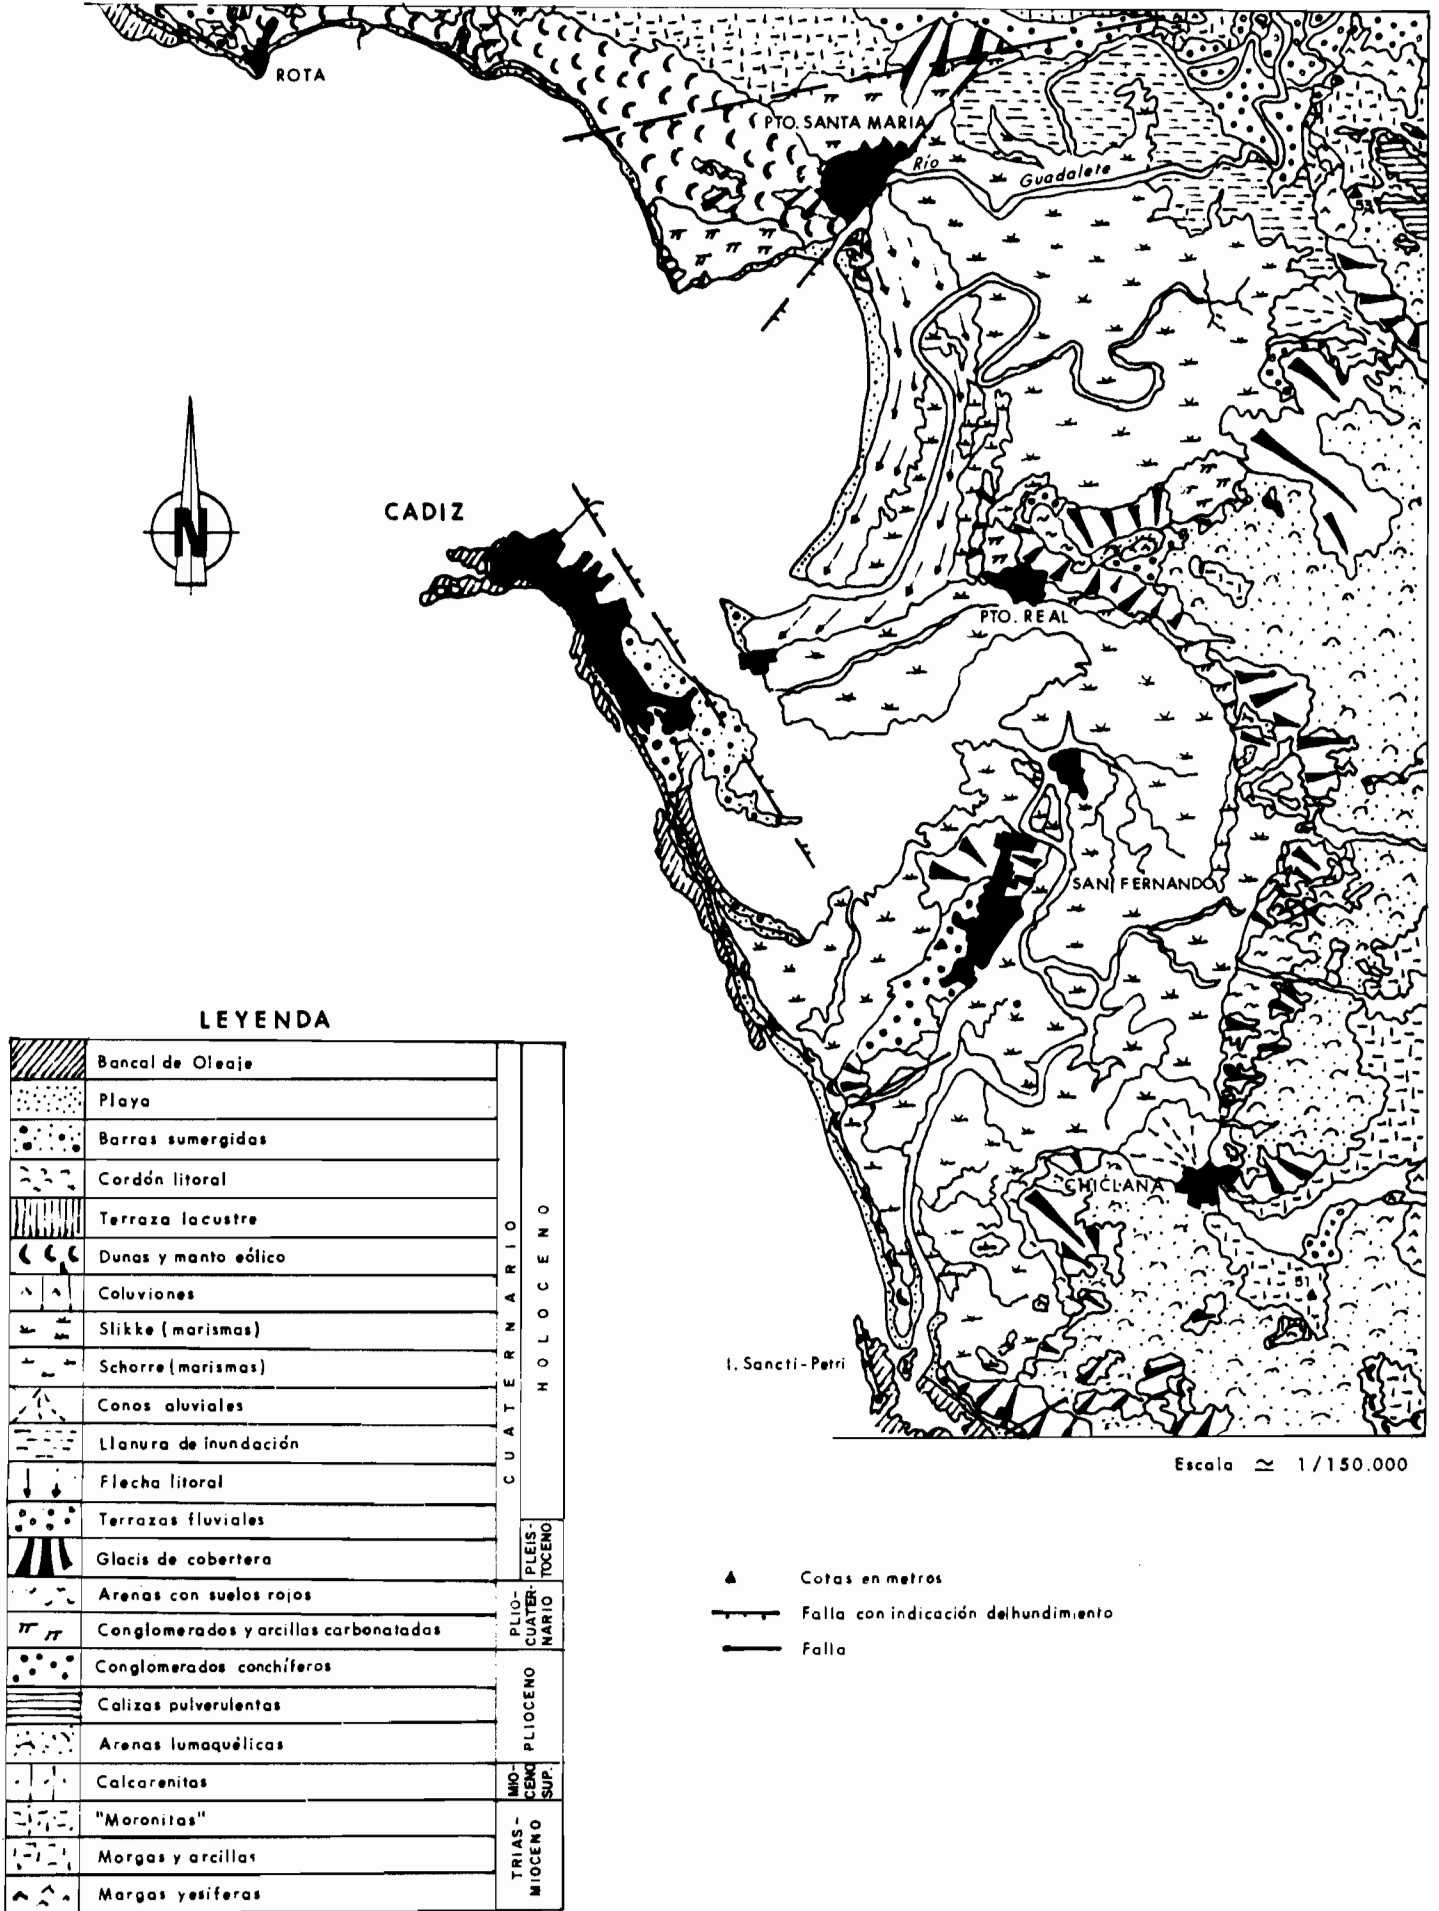 ROTA
PTO. SANTA MARIA
Río
Guadalete
53
CADIZ
N
PTO. REAL
SAN FERNANDO
CHICLANA
51
I. Sancti-Petri
Escala ≃ 1/150.000
LEYENDA
Bancal de Oleaje
Playa
Barras sumergidas
Cordón litoral
Terraza lacustre
Dunas y manto eólico
Coluviones
Slikke (marismas)
Schorre (marismas)
Conos aluviales
Llanura de inundación
Flecha litoral
Terrazas fluviales
Glacis de cobertera
Arenas con suelos rojos
Conglomerados y arcillas carbonatadas
Conglomerados conchíferos
Calizas pulverulentas
Arenas lumaquélicas
Calcarenitas
"Moronitas"
Morgas y arcillas
Margas yesíferas
CUATERNARIO
HOLOCENO
PLEIS-
TOCENO
PLIO-
CUATER-
NARIO
PLIOCENO
MIO-
CENO
SUP.
TRIAS-
MIOCENO
Cotas en metros
Falla con indicación delhundimiento
Falla